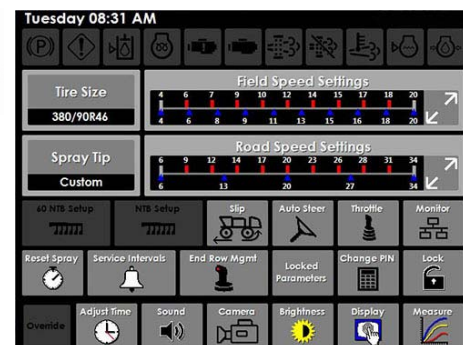 Tuesday 08:31 AM
Tire Size
380/90R46
Field Speed Settings
4 6 7 9 10 12 14 15 17 18 20
4 6 8 9 11 13 15 16 18 20
Spray Tip
Custom
Road Speed Settings
6 9 12 14 17 20 23 26 28 31 34
6 13 20 27 34
60 NTB Setup
NTB Setup
Slip
Auto Steer
Throttle
Monitor
Reset Spray
Service Intervals
End Row Mgmt
Locked
Parameters
Change PIN
Lock
Override
Adjust Time
Sound
Camera
Brightness
Display
Measure